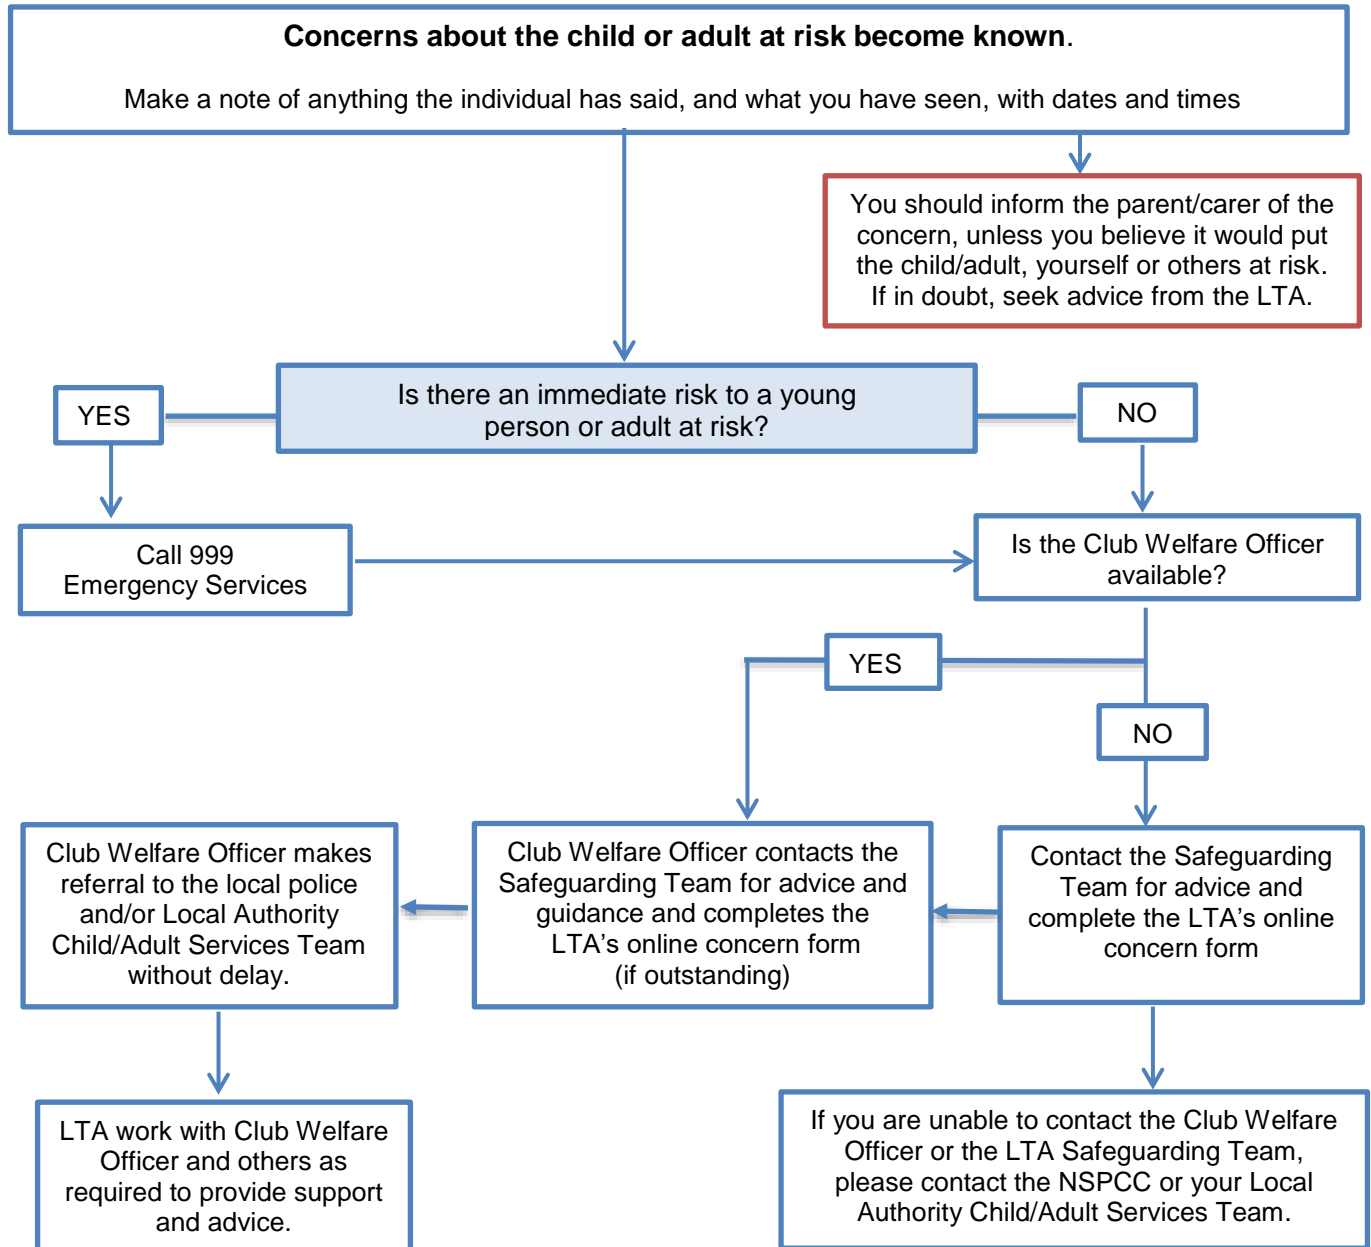 Concerns about the child or adult at risk become known.
Make a note of anything the individual has said, and what you have seen, with dates and times
You should inform the parent/carer of the
concern, unless you believe it would put
the child/adult, yourself or others at risk.
If in doubt, seek advice from the LTA.
Is there an immediate risk to a young
person or adult at risk?
YES
NO
Call 999
Emergency Services
Is the Club Welfare Officer
available?
YES
NO
Club Welfare Officer makes
referral to the local police
and/or Local Authority
Child/Adult Services Team
without delay.
Club Welfare Officer contacts the
Safeguarding Team for advice and
guidance and completes the
LTA’s online concern form
(if outstanding)
Contact the Safeguarding
Team for advice and
complete the LTA’s online
concern form
LTA work with Club Welfare
Officer and others as
required to provide support
and advice.
If you are unable to contact the Club Welfare
Officer or the LTA Safeguarding Team,
please contact the NSPCC or your Local
Authority Child/Adult Services Team.